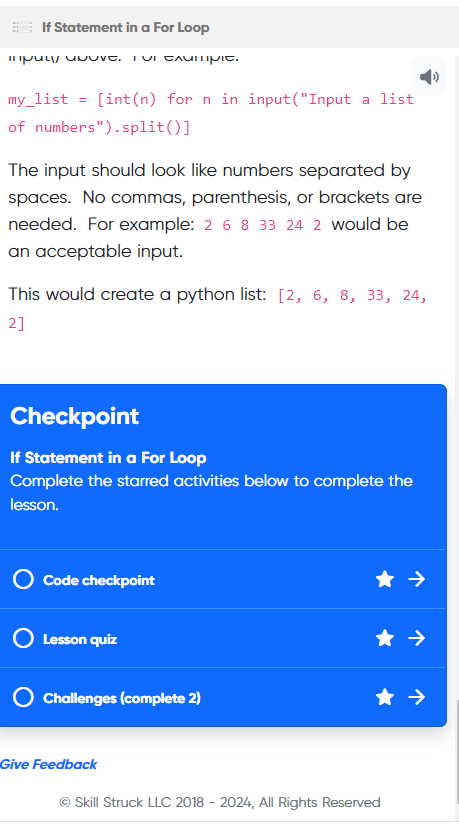 If Statement in a For Loop
input() above. For example:
my_list = [int(n) for n in input("Input a list
of numbers").split()]
The input should look like numbers separated by
spaces. No commas, parenthesis, or brackets are
needed. For example: 2 6 8 33 24 2 would be
an acceptable input.
This would create a python list: [2, 6, 8, 33, 24,
2]
Checkpoint
If Statement in a For Loop
Complete the starred activities below to complete the
lesson.
Code checkpoint
Lesson quiz
Challenges (complete 2)
Give Feedback
© Skill Struck LLC 2018 - 2024, All Rights Reserved